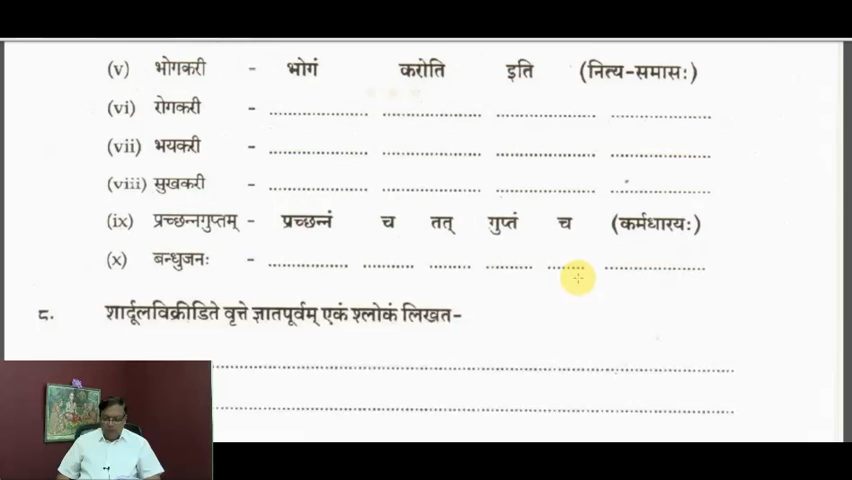 (v) भोगकरी - भोगं करोति इति (नित्य-समासः)
(vi) रोगकरी - .................. .................. .................. ..................
(vii) भयकरी - .................. .................. .................. ..................
(viii) सुखकरी - .................. .................. .................. ..................
(ix) प्रच्छन्नगुप्तम् - प्रच्छन्नं च तत् गुप्तं च (कर्मधारयः)
(x) बन्धुजनः - .................. .......... .......... .......... .......... ..................
८. शार्दूलविक्रीडिते वृत्ते ज्ञातपूर्वम् एकं श्लोकं लिखत-